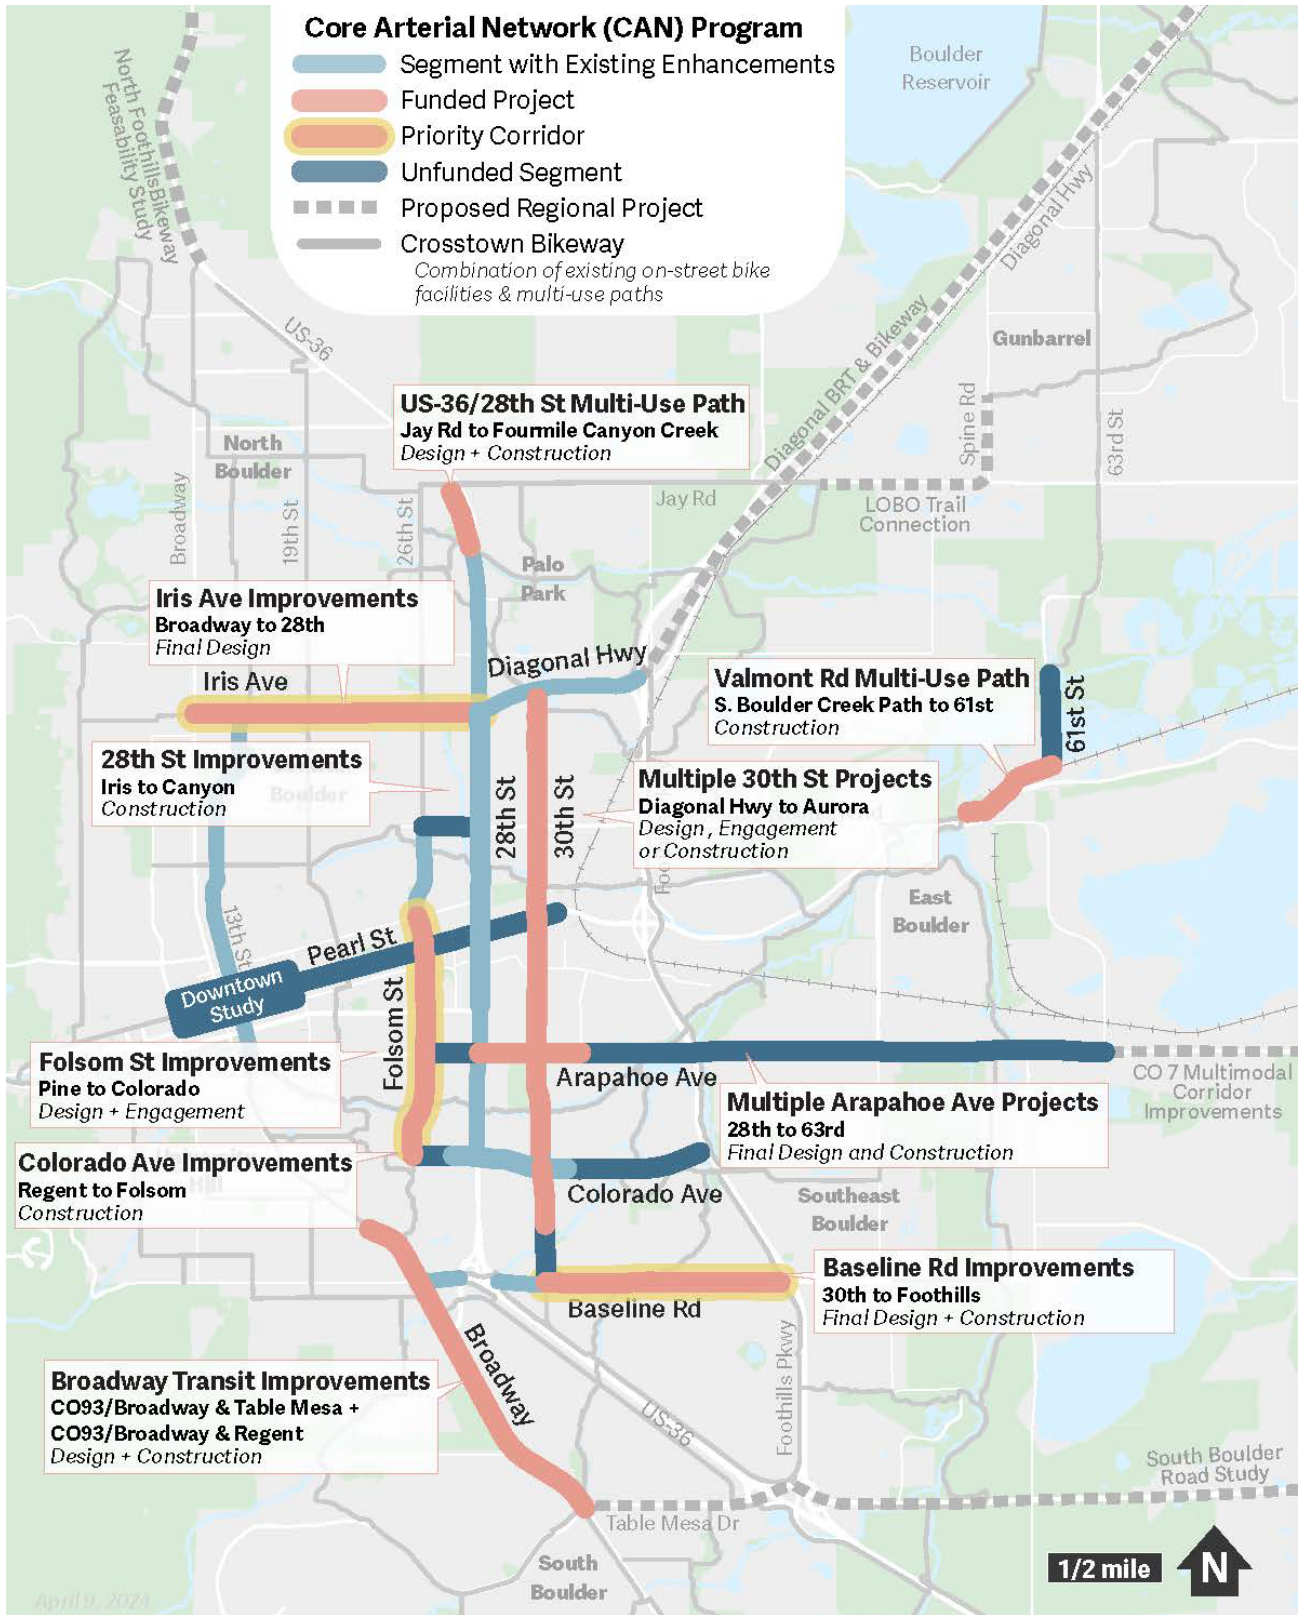 Core Arterial Network (CAN) Program
Segment with Existing Enhancements
Funded Project
Priority Corridor
Unfunded Segment
Proposed Regional Project
Crosstown Bikeway
Combination of existing on-street bike
facilities & multi-use paths
Boulder
Reservoir
North Foothills Bikeway
Feasability Study
US-36
Diagonal Hwy
Gunbarrel
Diagonal BRT & Bikeway
Spine Rd
63rd St
US-36/28th St Multi-Use Path
Jay Rd to Fourmile Canyon Creek
Design + Construction
North
Boulder
Broadway
19th St
26th St
Jay Rd
LOBO Trail
Connection
Palo
Park
Iris Ave Improvements
Broadway to 28th
Final Design
Iris Ave
Diagonal Hwy
Valmont Rd Multi-Use Path
S. Boulder Creek Path to 61st
Construction
61st St
28th St Improvements
Iris to Canyon
Construction
Boulder
28th St
30th St
Multiple 30th St Projects
Diagonal Hwy to Aurora
Design, Engagement
or Construction
East
Boulder
13th St
Pearl St
Downtown
Study
Folsom St
Folsom St Improvements
Pine to Colorado
Design + Engagement
Arapahoe Ave
CO 7 Multimodal
Corridor
Improvements
Multiple Arapahoe Ave Projects
28th to 63rd
Final Design and Construction
Colorado Ave Improvements
Regent to Folsom
Construction
Colorado Ave
Southeast
Boulder
Baseline Rd Improvements
30th to Foothills
Final Design + Construction
Baseline Rd
Broadway
Foothills Pkwy
Broadway Transit Improvements
CO93/Broadway & Table Mesa +
CO93/Broadway & Regent
Design + Construction
US-36
South Boulder
Road Study
Table Mesa Dr
South
Boulder
1/2 mile
N
April 9, 2024